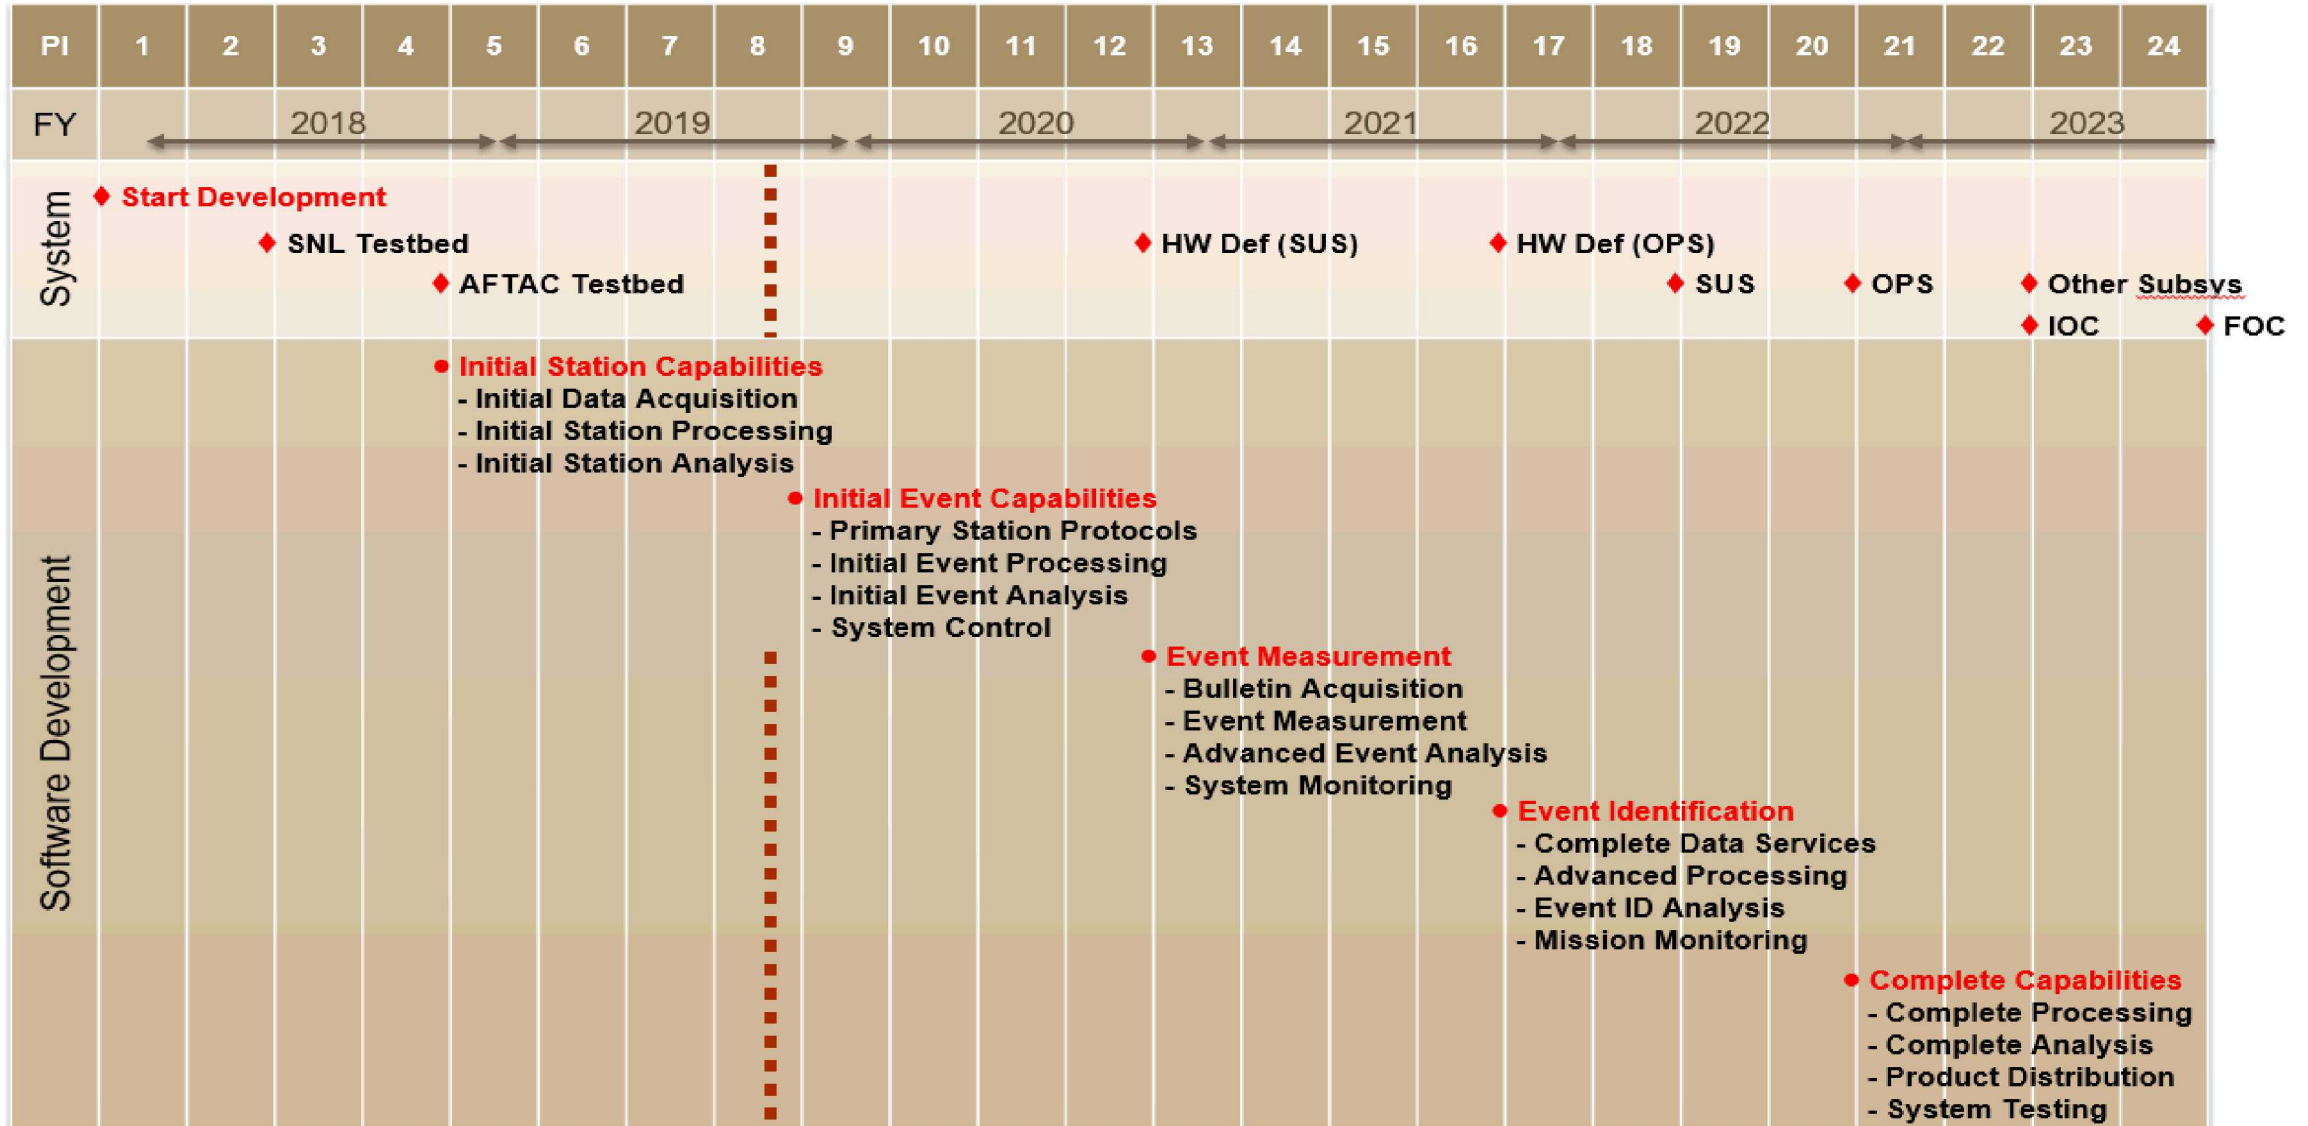 PI 1 2 3 4 5 6 7 8 9 10 11 12 13 14 15 16 17 18 19 20 21 22 23 24
FY 2018 2019 2020 2021 2022 2023
System
Start Development
SNL Testbed HW Def (SUS) HW Def (OPS)
AFTAC Testbed SUS OPS Other Subsys
IOC FOC
Software Development
Initial Station Capabilities
- Initial Data Acquisition
- Initial Station Processing
- Initial Station Analysis
Initial Event Capabilities
- Primary Station Protocols
- Initial Event Processing
- Initial Event Analysis
- System Control
Event Measurement
- Bulletin Acquisition
- Event Measurement
- Advanced Event Analysis
- System Monitoring
Event Identification
- Complete Data Services
- Advanced Processing
- Event ID Analysis
- Mission Monitoring
Complete Capabilities
- Complete Processing
- Complete Analysis
- Product Distribution
- System Testing